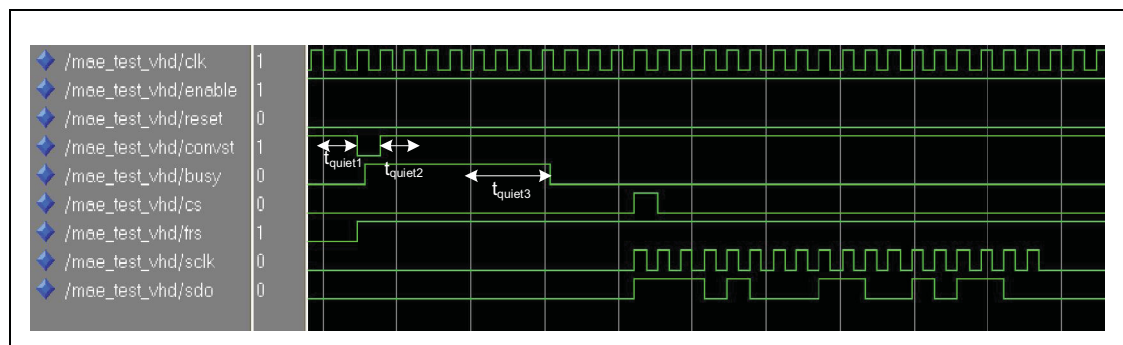 /mae_test_vhd/clk 1
/mae_test_vhd/enable 1
/mae_test_vhd/reset 0
/mae_test_vhd/convst 1
tquiet1 tquiet2
/mae_test_vhd/busy 0
tquiet3
/mae_test_vhd/cs 0
/mae_test_vhd/frs 1
/mae_test_vhd/sclk 0
/mae_test_vhd/sdo 0